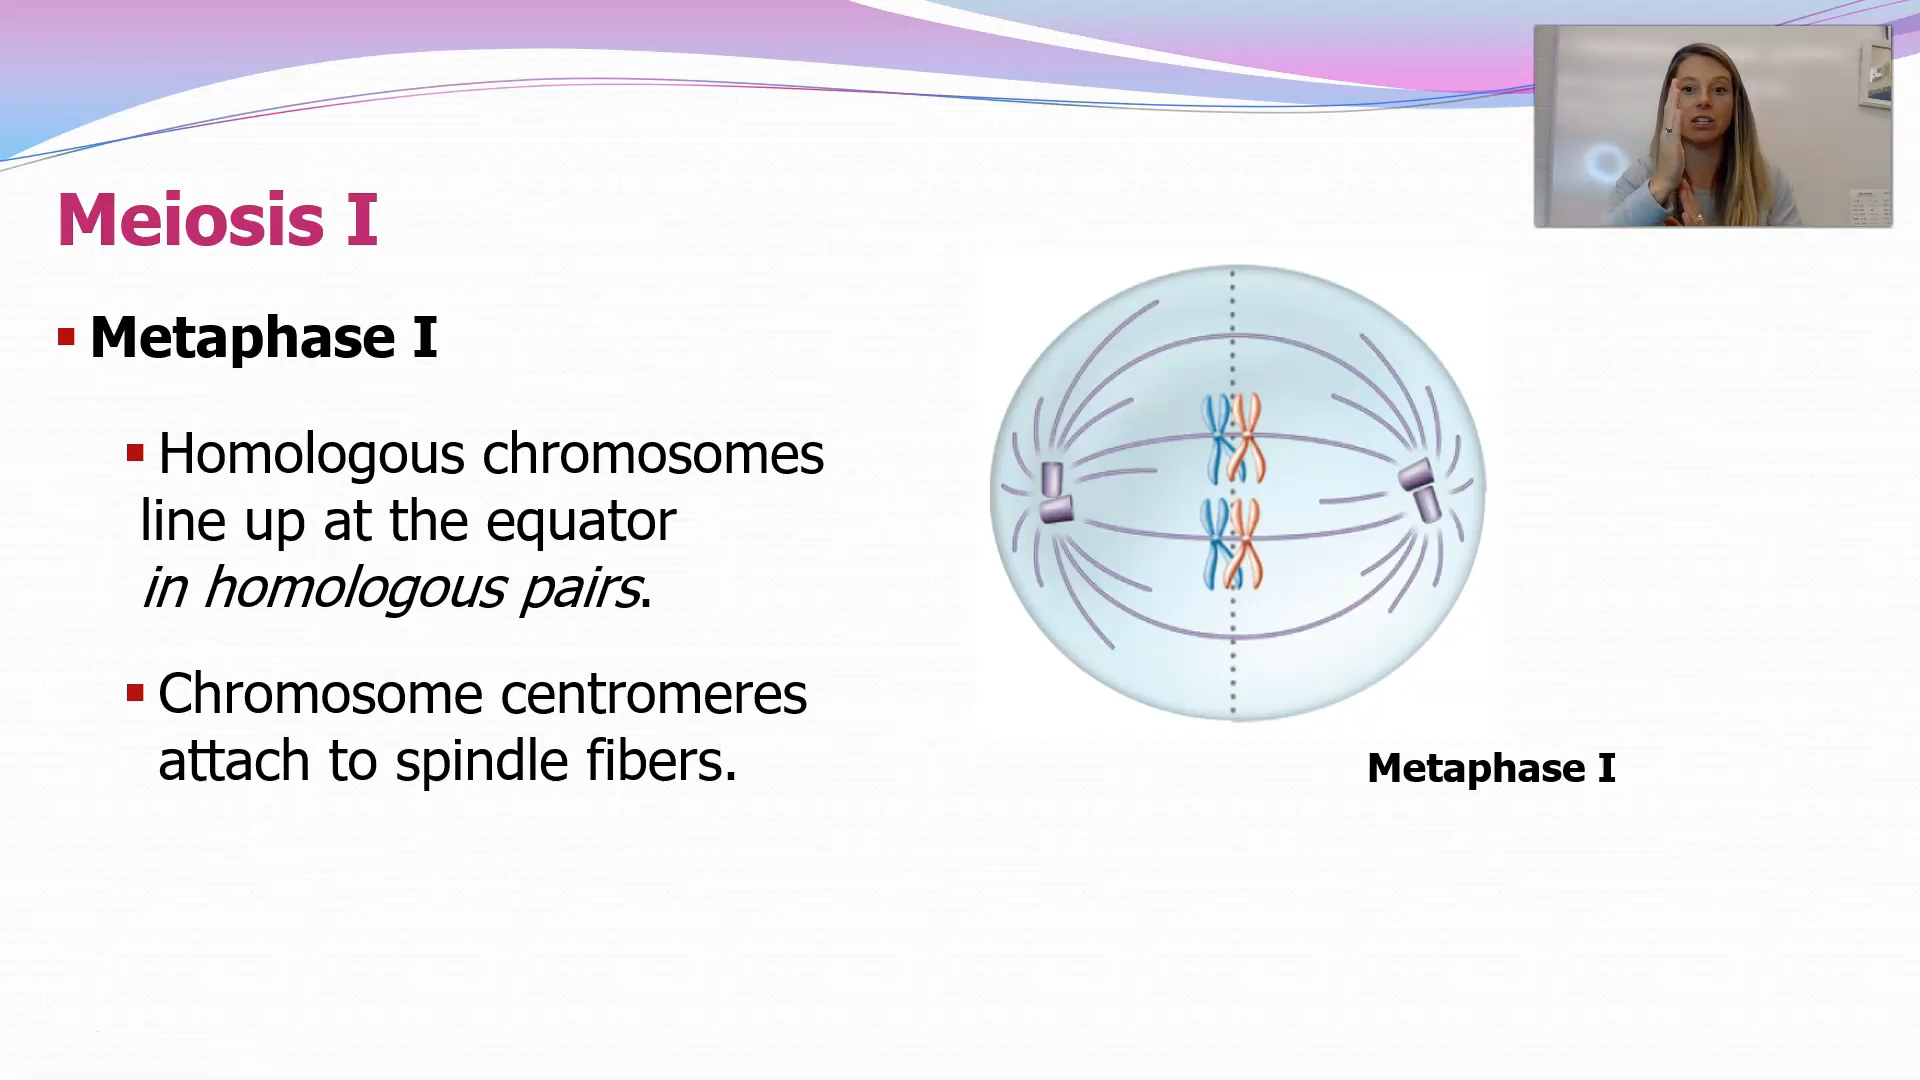 Meiosis I
Metaphase I
Homologous chromosomes
line up at the equator
in homologous pairs.
Chromosome centromeres
attach to spindle fibers.
Metaphase I